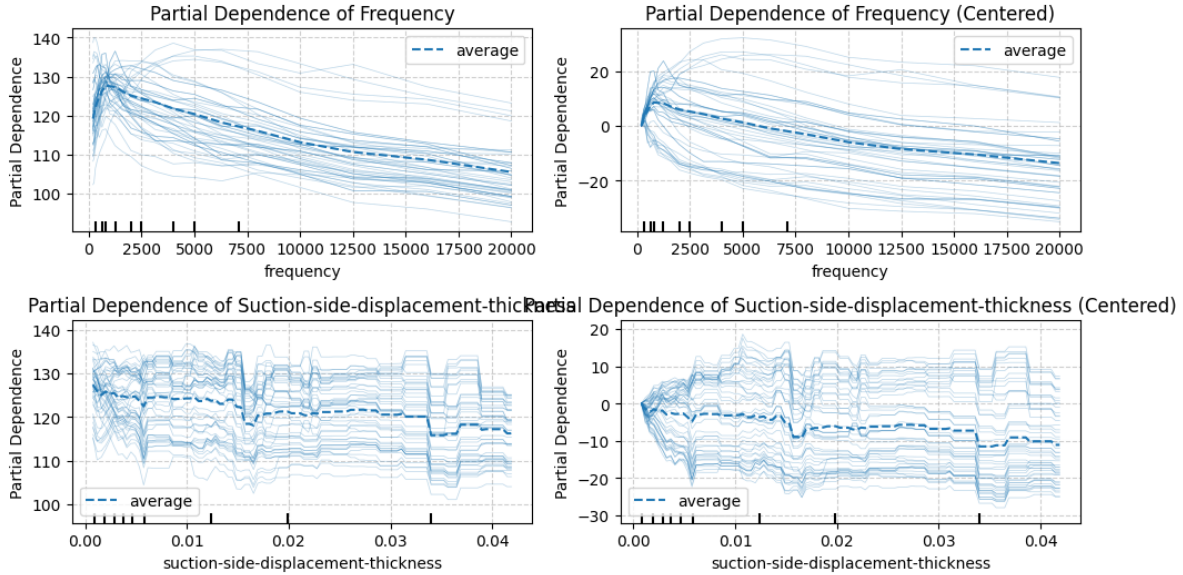 Partial Dependence of Frequency
140
130
120
110
100
Partial Dependence
average
0
2500
5000
7500
10000
12500
15000
17500
20000
frequency
Partial Dependence of Frequency (Centered)
20
0
−20
Partial Dependence
average
0
2500
5000
7500
10000
12500
15000
17500
20000
frequency
Partial Dependence of Suction-side-displacement-thickness
140
130
120
110
100
Partial Dependence
average
0.00
0.01
0.02
0.03
0.04
suction-side-displacement-thickness
Partial Dependence of Suction-side-displacement-thickness (Centered)
20
10
0
−10
−20
−30
Partial Dependence
average
0.00
0.01
0.02
0.03
0.04
suction-side-displacement-thickness